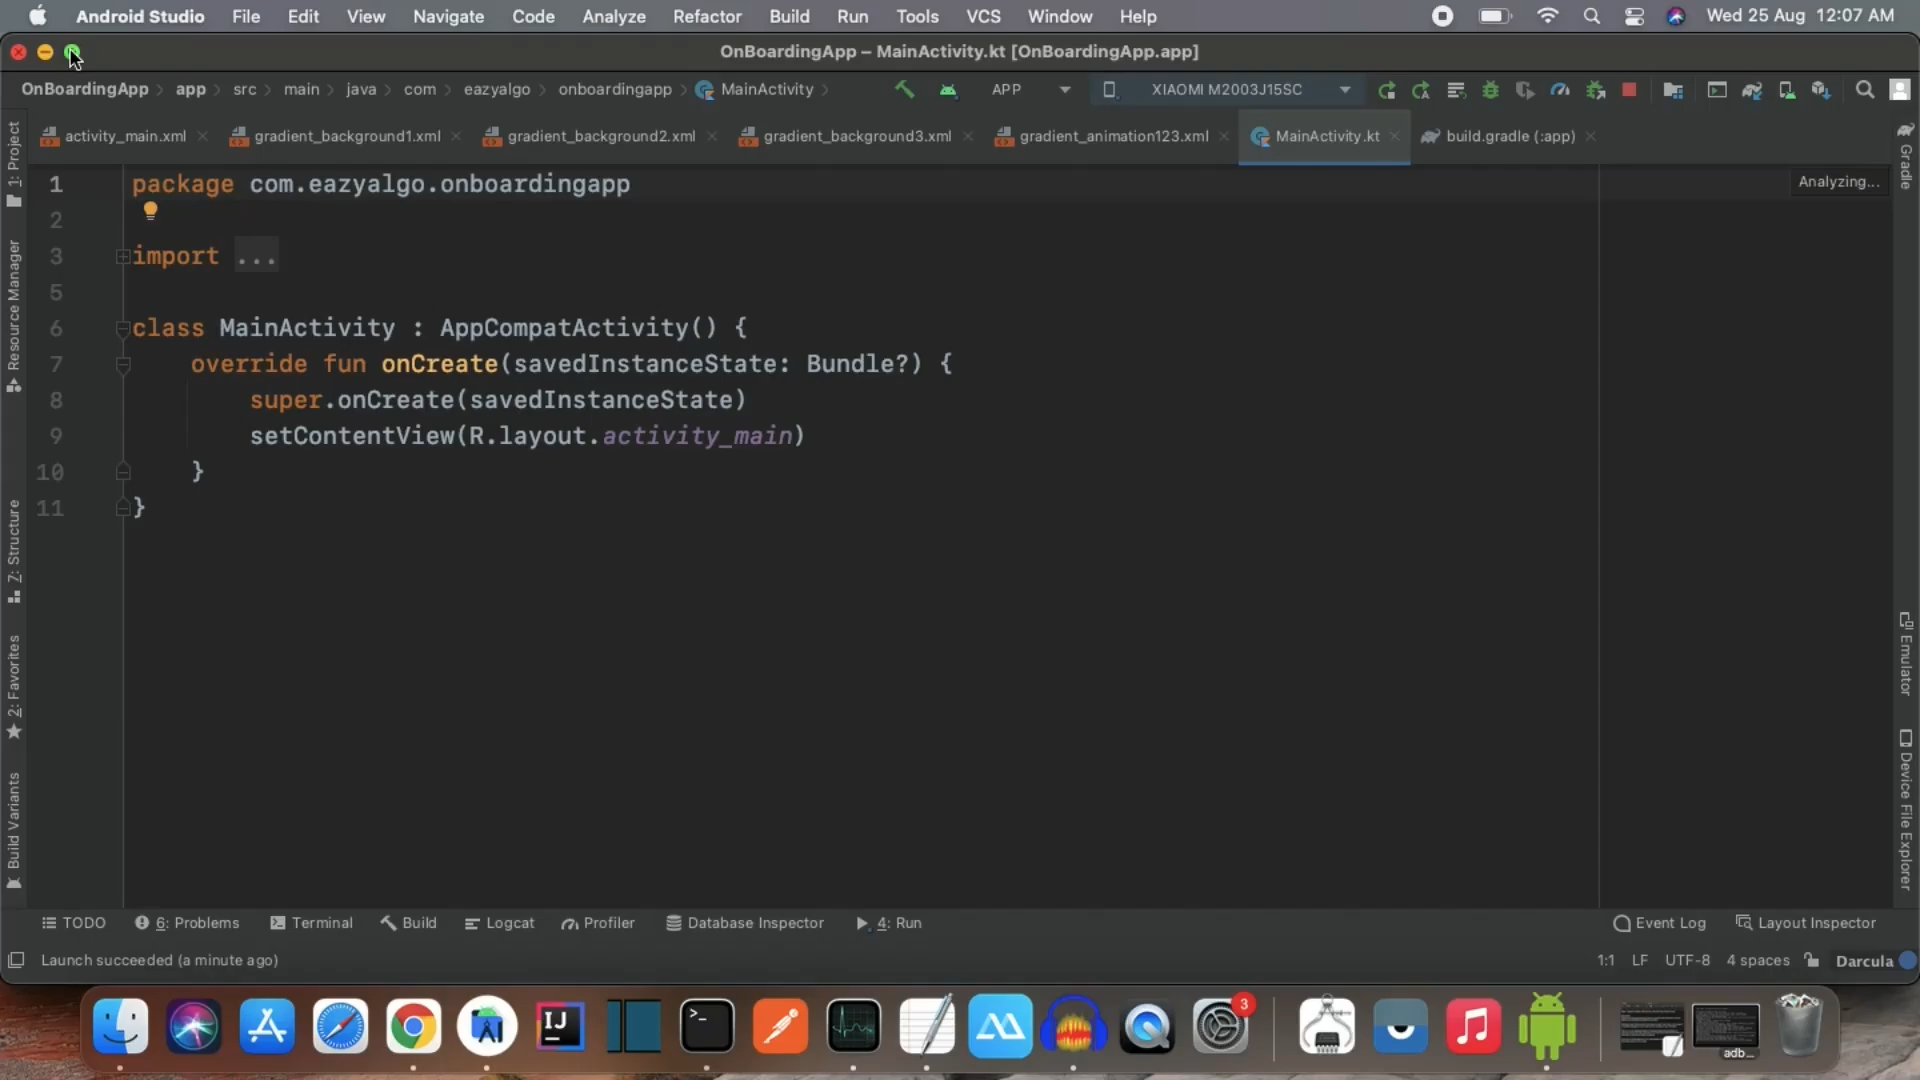 Android Studio File Edit View Navigate Code Analyze Refactor Build Run Tools VCS Window Help Wed 25 Aug 12:07 AM
OnBoardingApp – MainActivity.kt [OnBoardingApp.app]
OnBoardingApp app src main java com eazyalgo onboardingapp MainActivity APP XIAOMI M2003J15SC
activity_main.xml gradient_background1.xml gradient_background2.xml gradient_background3.xml gradient_animation123.xml MainActivity.kt build.gradle (:app)
1 package com.eazyalgo.onboardingapp
Analyzing...
2
3 import ...
5
6 class MainActivity : AppCompatActivity() {
7 override fun onCreate(savedInstanceState: Bundle?) {
8 super.onCreate(savedInstanceState)
9 setContentView(R.layout.activity_main)
10 }
11 }
1: Project
Resource Manager
Z: Structure
2: Favorites
Build Variants
Gradle
Emulator
Device File Explorer
TODO 6: Problems Terminal Build Logcat Profiler Database Inspector 4: Run Event Log Layout Inspector
Launch succeeded (a minute ago) 1:1 LF UTF-8 4 spaces Darcula
IJ
>_
3
adb...